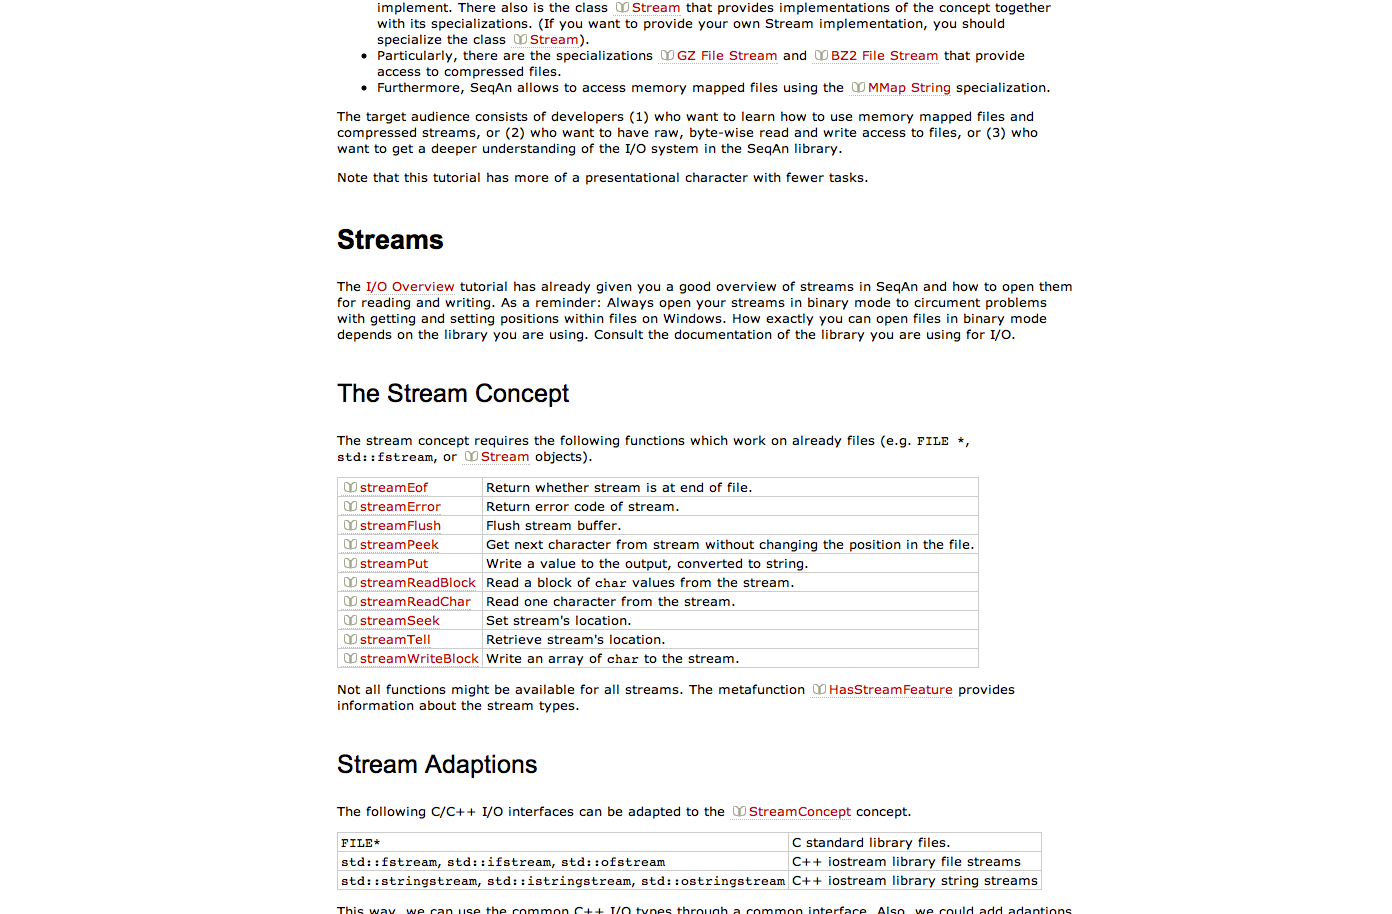 implement. There also is the class Stream that provides implementations of the concept together
with its specializations. (If you want to provide your own Stream implementation, you should
specialize the class Stream).
• Particularly, there are the specializations GZ File Stream and BZ2 File Stream that provide
access to compressed files.
• Furthermore, SeqAn allows to access memory mapped files using the MMap String specialization.
The target audience consists of developers (1) who want to learn how to use memory mapped files and
compressed streams, or (2) who want to have raw, byte-wise read and write access to files, or (3) who
want to get a deeper understanding of the I/O system in the SeqAn library.
Note that this tutorial has more of a presentational character with fewer tasks.
Streams
The I/O Overview tutorial has already given you a good overview of streams in SeqAn and how to open them
for reading and writing. As a reminder: Always open your streams in binary mode to circument problems
with getting and setting positions within files on Windows. How exactly you can open files in binary mode
depends on the library you are using. Consult the documentation of the library you are using for I/O.
The Stream Concept
The stream concept requires the following functions which work on already files (e.g. FILE *,
std::fstream, or Stream objects).
streamEof Return whether stream is at end of file.
streamError Return error code of stream.
streamFlush Flush stream buffer.
streamPeek Get next character from stream without changing the position in the file.
streamPut Write a value to the output, converted to string.
streamReadBlock Read a block of char values from the stream.
streamReadChar Read one character from the stream.
streamSeek Set stream's location.
streamTell Retrieve stream's location.
streamWriteBlock Write an array of char to the stream.
Not all functions might be available for all streams. The metafunction HasStreamFeature provides
information about the stream types.
Stream Adaptions
The following C/C++ I/O interfaces can be adapted to the StreamConcept concept.
FILE* C standard library files.
std::fstream, std::ifstream, std::ofstream C++ iostream library file streams
std::stringstream, std::istringstream, std::ostringstream C++ iostream library string streams
This way, we can use the common C++ I/O types through a common interface. Also, we could add adaptions